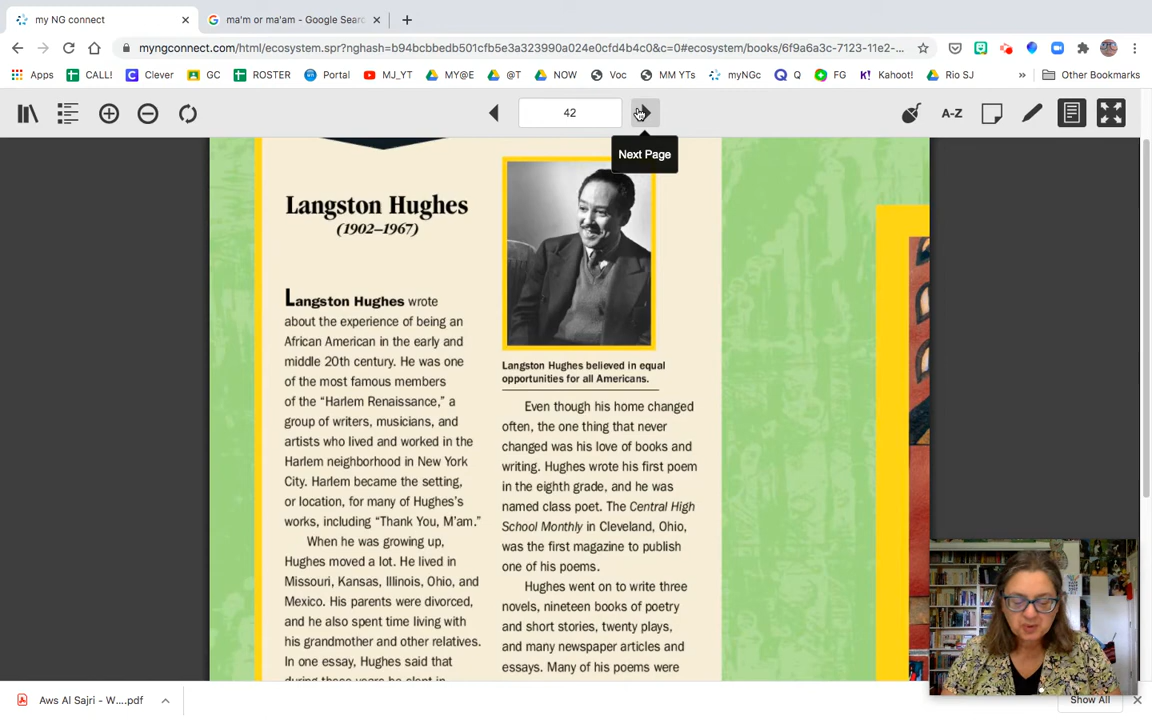 my NG connect
ma'm or ma'am - Google Sear
myngconnect.com/html/ecosystem.spr?nghash=b94bcbbedb501cfb5e3a323990a024e0cfd4b4c0&c=0#ecosystem/books/6f9a6a3c-7123-11e2-...
Apps CALL! Clever GC ROSTER Portal MJ_YT MY@E @T NOW Voc MM YTs myNGc Q FG Kahoot! Rio SJ » Other Bookmarks
42
A-Z
Next Page
Langston Hughes
(1902–1967)
Langston Hughes wrote
about the experience of being an
African American in the early and
middle 20th century. He was one
of the most famous members
of the “Harlem Renaissance,” a
group of writers, musicians, and
artists who lived and worked in the
Harlem neighborhood in New York
City. Harlem became the setting,
or location, for many of Hughes’s
works, including “Thank You, M’am.”
When he was growing up,
Hughes moved a lot. He lived in
Missouri, Kansas, Illinois, Ohio, and
Mexico. His parents were divorced,
and he also spent time living with
his grandmother and other relatives.
In one essay, Hughes said that
during these years he slept in
Langston Hughes believed in equal
opportunities for all Americans.
Even though his home changed
often, the one thing that never
changed was his love of books and
writing. Hughes wrote his first poem
in the eighth grade, and he was
named class poet. The Central High
School Monthly in Cleveland, Ohio,
was the first magazine to publish
one of his poems.
Hughes went on to write three
novels, nineteen books of poetry
and short stories, twenty plays,
and many newspaper articles and
essays. Many of his poems were
Aws Al Sajri - W....pdf
Show All